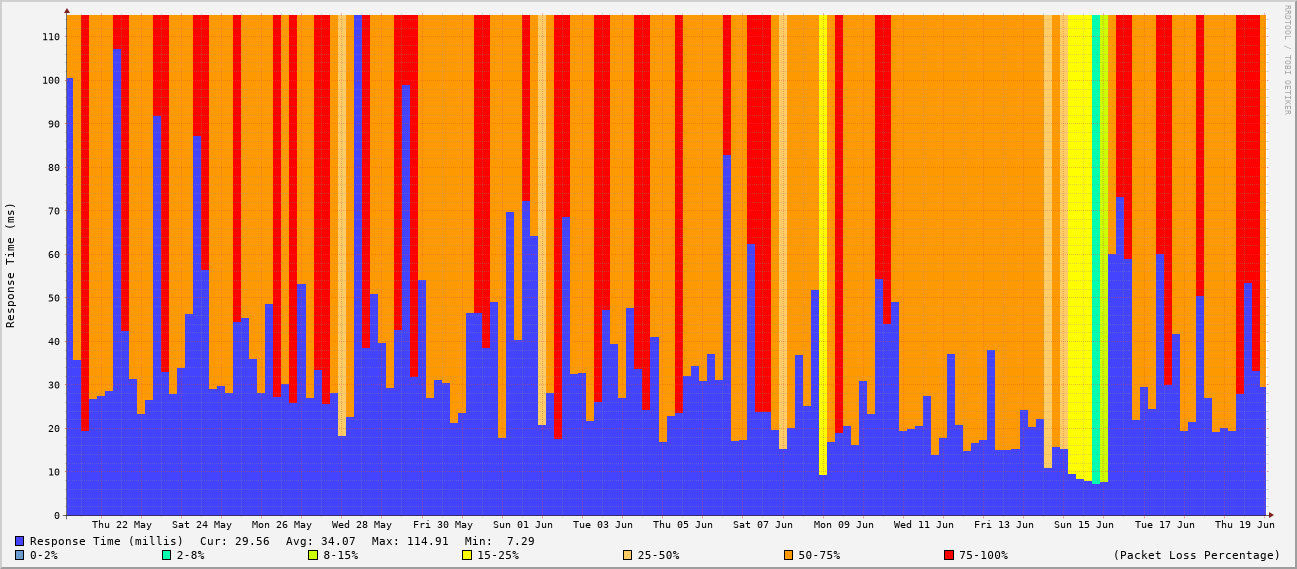 RRDTOOL / TOBI OETIKER
Response Time (ms)
110
100
90
80
70
60
50
40
30
20
10
0
Thu 22 May Sat 24 May Mon 26 May Wed 28 May Fri 30 May Sun 01 Jun Tue 03 Jun Thu 05 Jun Sat 07 Jun Mon 09 Jun Wed 11 Jun Fri 13 Jun Sun 15 Jun Tue 17 Jun Thu 19 Jun
Response Time (millis) Cur: 29.56 Avg: 34.07 Max: 114.91 Min: 7.29
0-2% 2-8% 8-15% 15-25% 25-50% 50-75% 75-100% (Packet Loss Percentage)